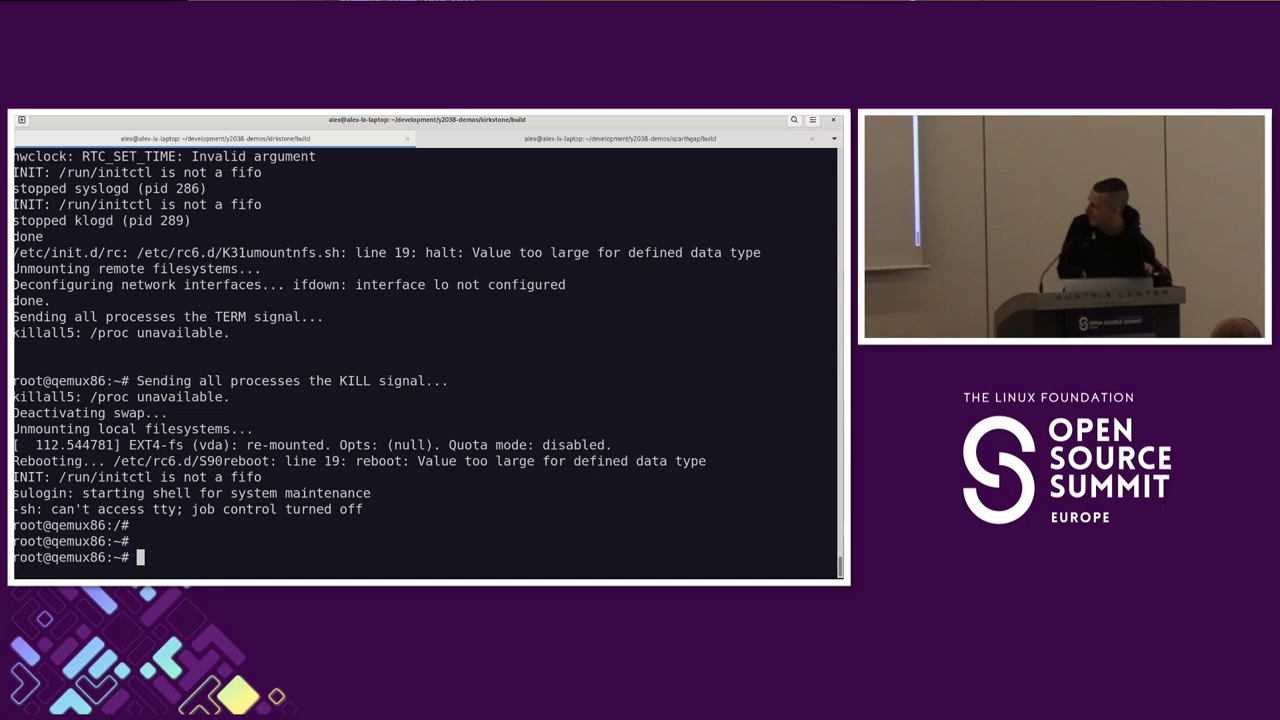 alex@alex-lx-laptop: ~/development/y2038-demos/kirkstone/build
alex@alex-lx-laptop: ~/development/y2038-demos/kirkstone/build
alex@alex-lx-laptop: ~/development/y2038-demos/scarthgap/build
hwclock: RTC_SET_TIME: Invalid argument
INIT: /run/initctl is not a fifo
stopped syslogd (pid 286)
INIT: /run/initctl is not a fifo
stopped klogd (pid 289)
done
/etc/init.d/rc: /etc/rc6.d/K31umountnfs.sh: line 19: halt: Value too large for defined data type
Unmounting remote filesystems...
Deconfiguring network interfaces... ifdown: interface lo not configured
done.
Sending all processes the TERM signal...
killall5: /proc unavailable.
root@qemux86:~# Sending all processes the KILL signal...
killall5: /proc unavailable.
Deactivating swap...
Unmounting local filesystems...
[  112.544781] EXT4-fs (vda): re-mounted. Opts: (null). Quota mode: disabled.
Rebooting... /etc/rc6.d/S90reboot: line 19: reboot: Value too large for defined data type
INIT: /run/initctl is not a fifo
sulogin: starting shell for system maintenance
-sh: can't access tty; job control turned off
root@qemux86:/#
root@qemux86:~#
root@qemux86:~#
AUSTRIA CENTER
OPEN SOURCE SUMMIT
THE LINUX FOUNDATION
OPEN
SOURCE
SUMMIT
EUROPE